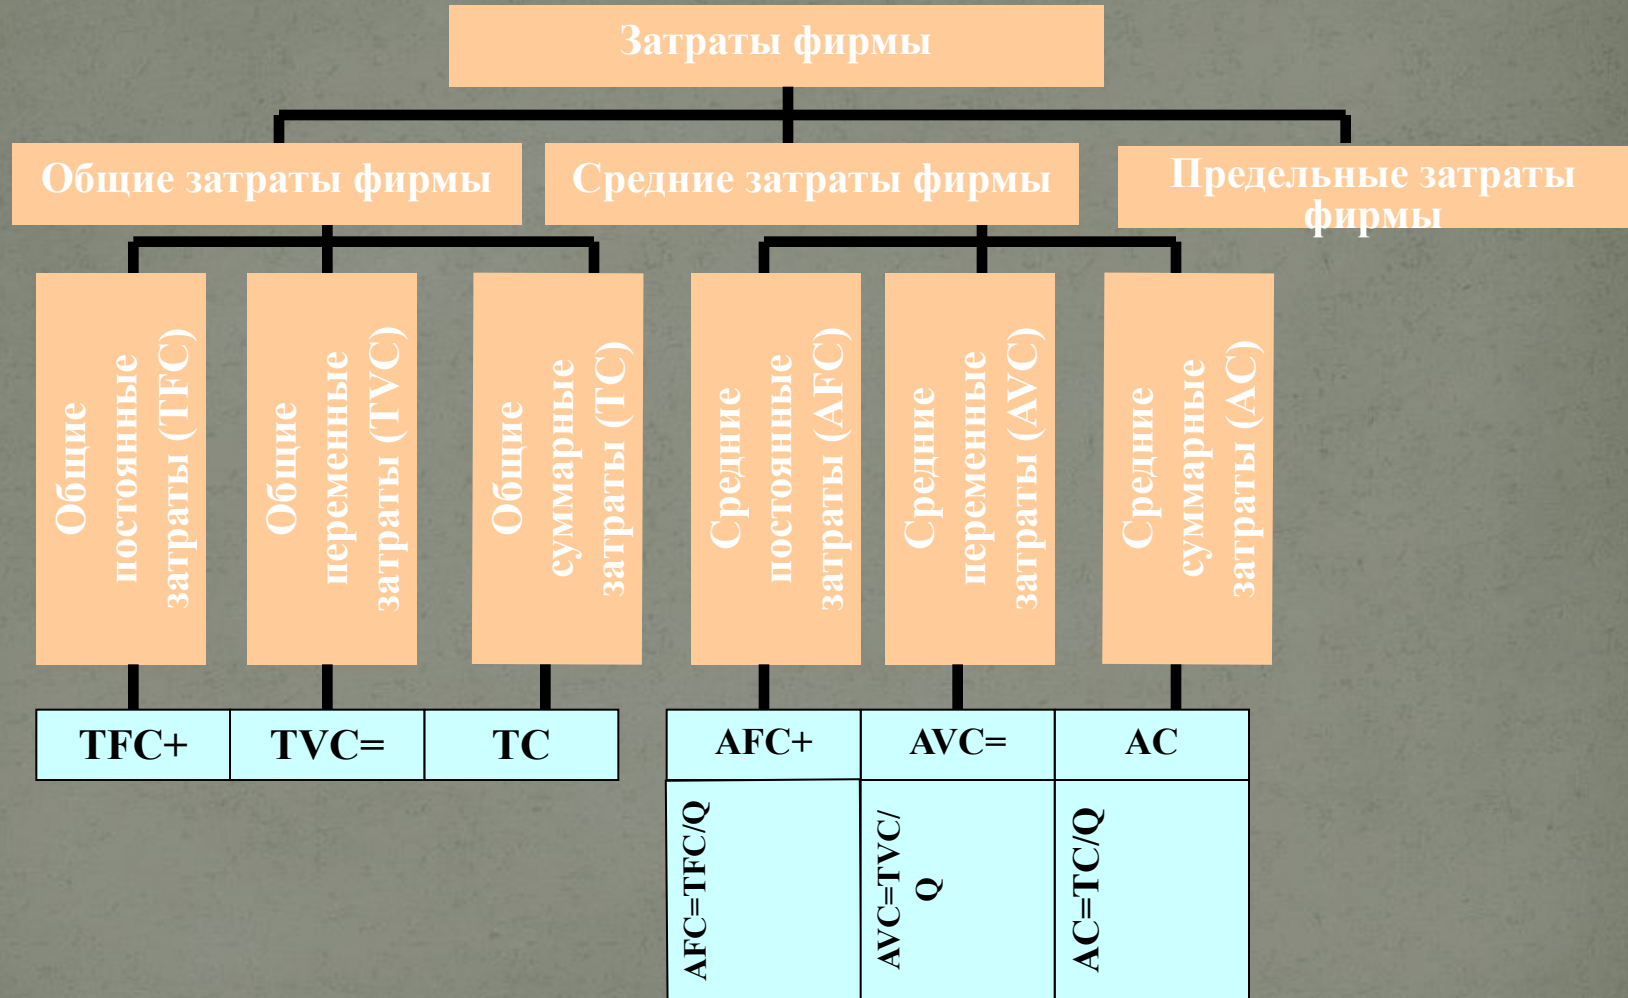 Затраты фирмы
Общие затраты фирмы
Средние затраты фирмы
Предельные затраты
фирмы
Общие
постоянные
затраты (TFC)
Общие
переменные
затраты (TVC)
Общие
суммарные
затраты (TC)
Средние
постоянные
затраты (AFC)
Средние
переменные
затраты (AVC)
Средние
суммарные
затраты (AC)
TFC+
TVC=
TC
AFC+
AVC=
AC
AFC=TFC/Q
AVC=TVC/
Q
AC=TC/Q